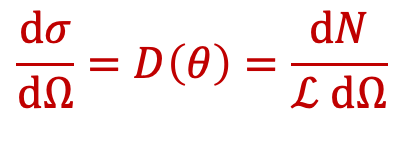 dσ/dΩ = D(θ) = dN/ℒ dΩ